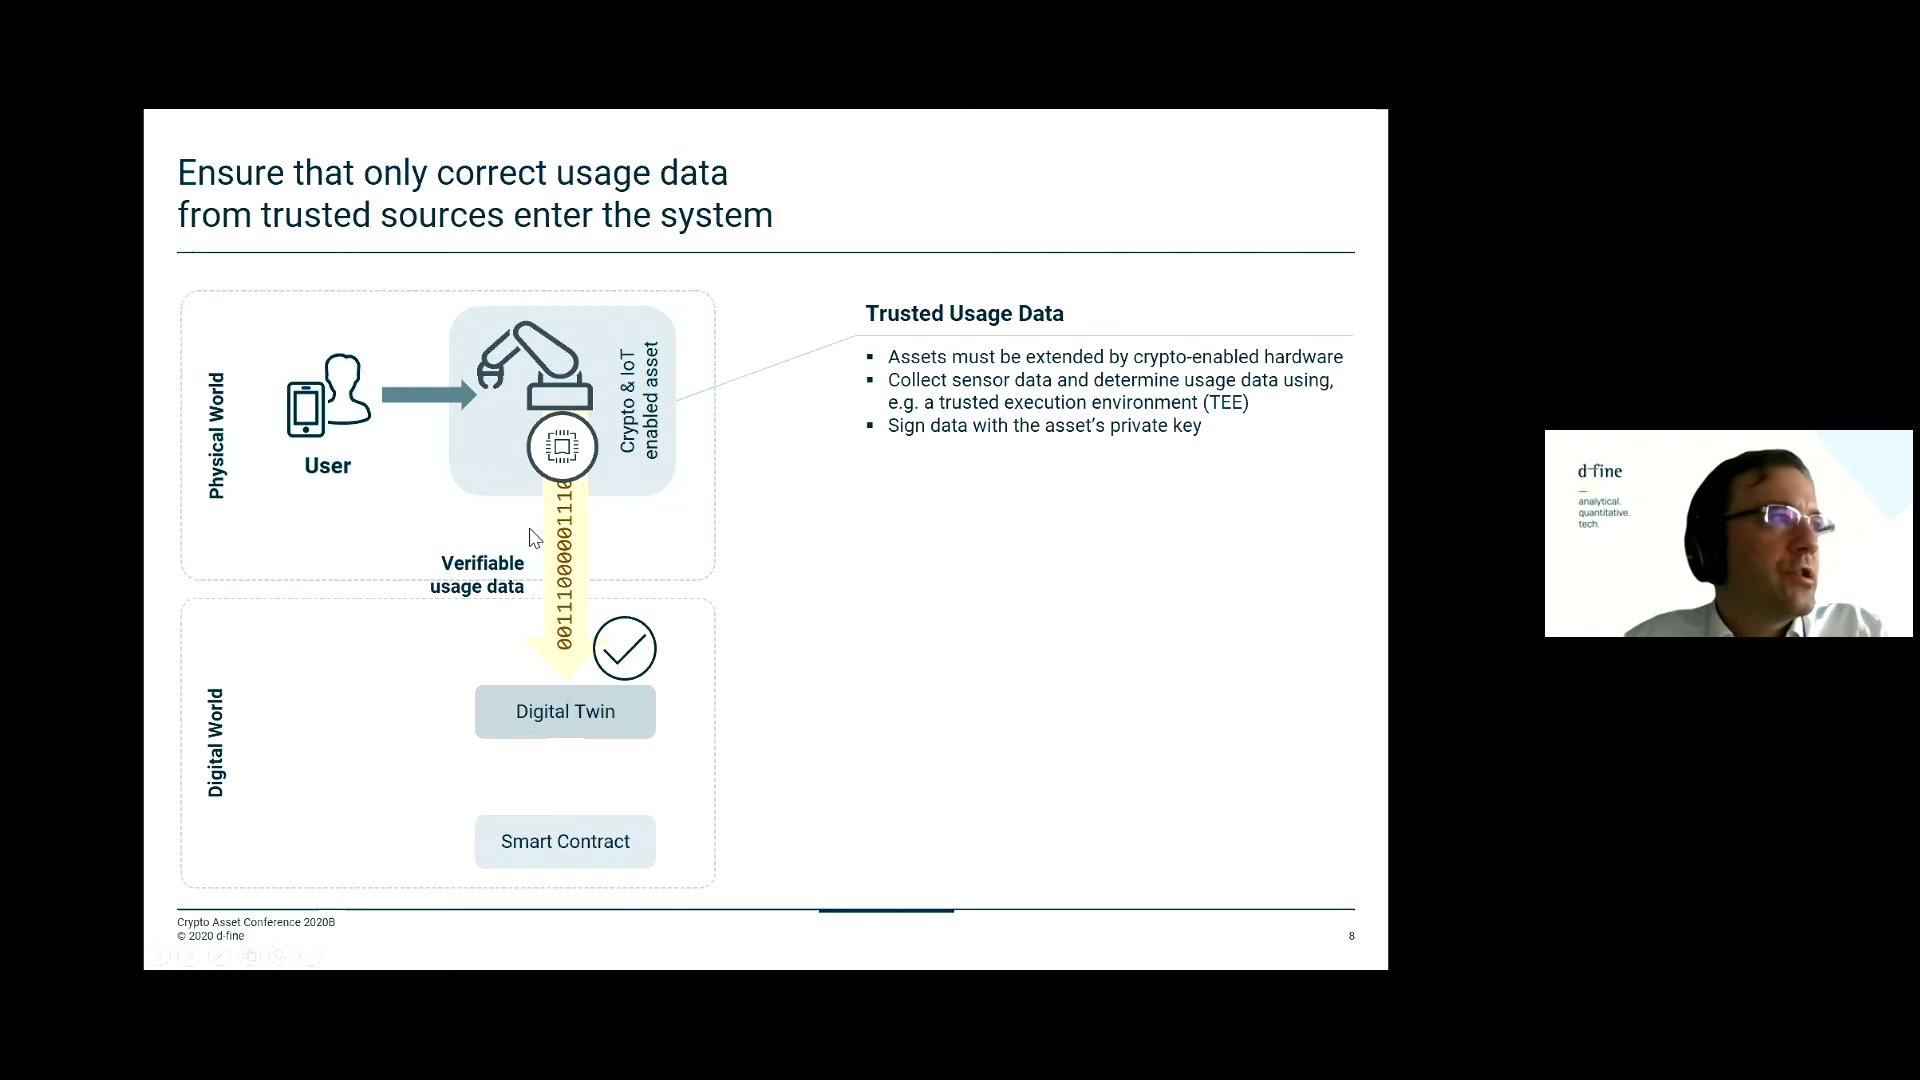 Ensure that only correct usage data
from trusted sources enter the system
Physical World
User
Crypto & IoT
enabled asset
Verifiable
usage data
Digital World
Digital Twin
Smart Contract
Trusted Usage Data
▪ Assets must be extended by crypto-enabled hardware
▪ Collect sensor data and determine usage data using,
e.g. a trusted execution environment (TEE)
▪ Sign data with the asset’s private key
Crypto Asset Conference 2020B
© 2020 d-fine
8
d-fine
analytical.
quantitative.
tech.